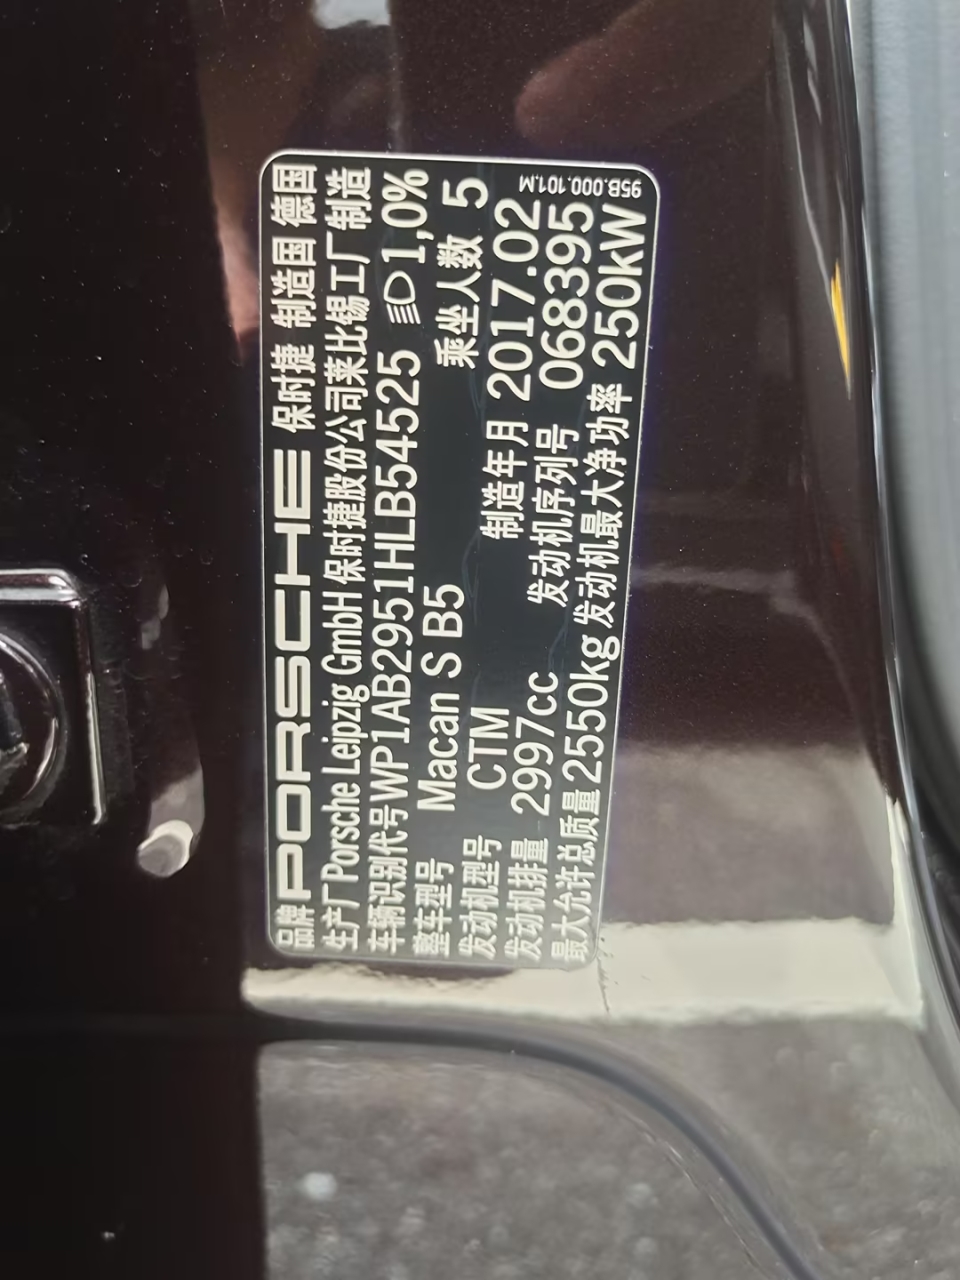 品牌 PORSCHE 保时捷 制造国 德国
生产厂 Porsche Leipzig GmbH 保时捷股份公司莱比锡工厂制造
车辆识别代号 WP1AB2951HLB54525 1,0%
整车型号 Macan S B5 乘坐人数 5
发动机型号 CTM 制造年月 2017.02
发动机排量 2997cc 发动机序列号 068395
最大允许总质量 2550kg 发动机最大净功率 250kW
95B.000.101.M